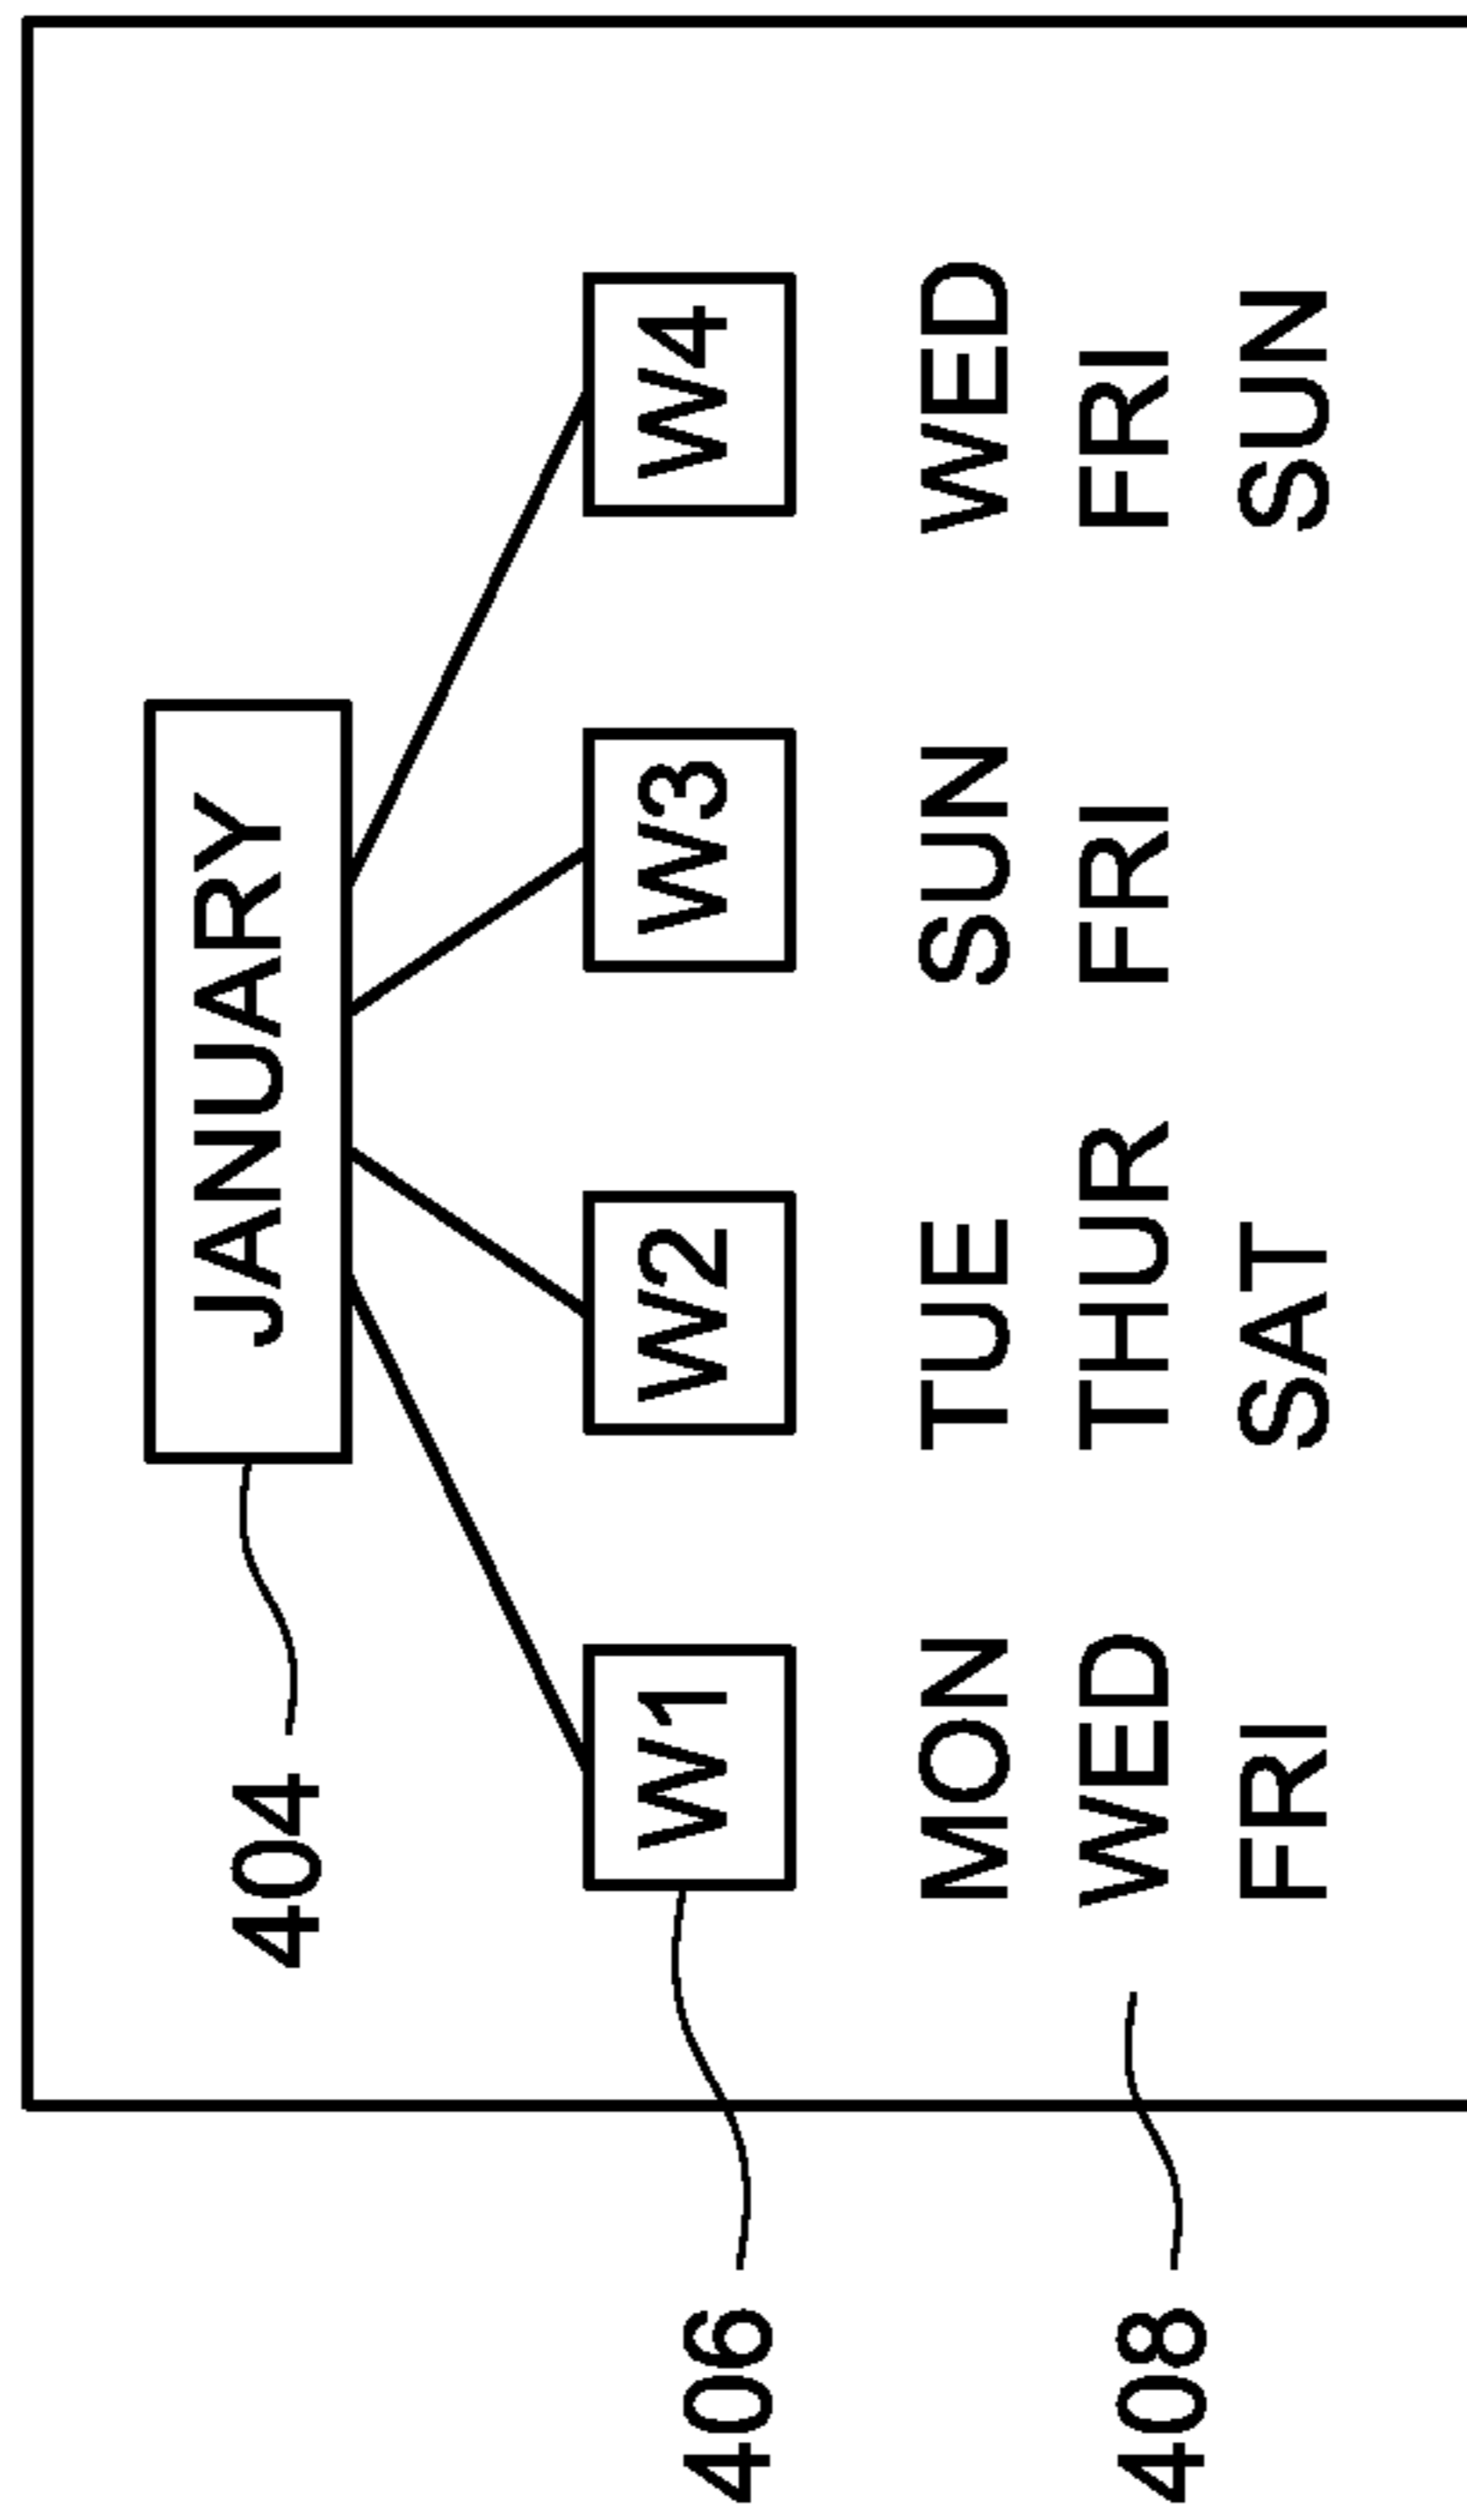 404 JANUARY
406 W1 W2 W3 W4
MON TUE SUN WED
408 WED THUR FRI FRI
FRI SAT SUN